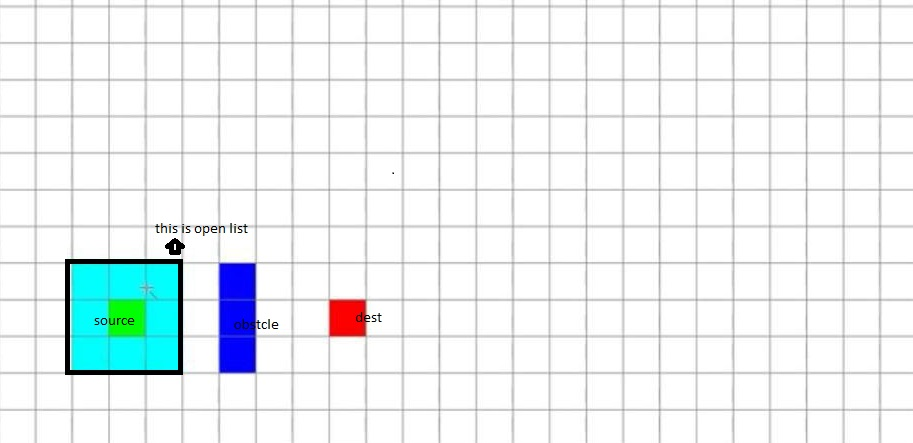 this is open list
source
obstcle
dest